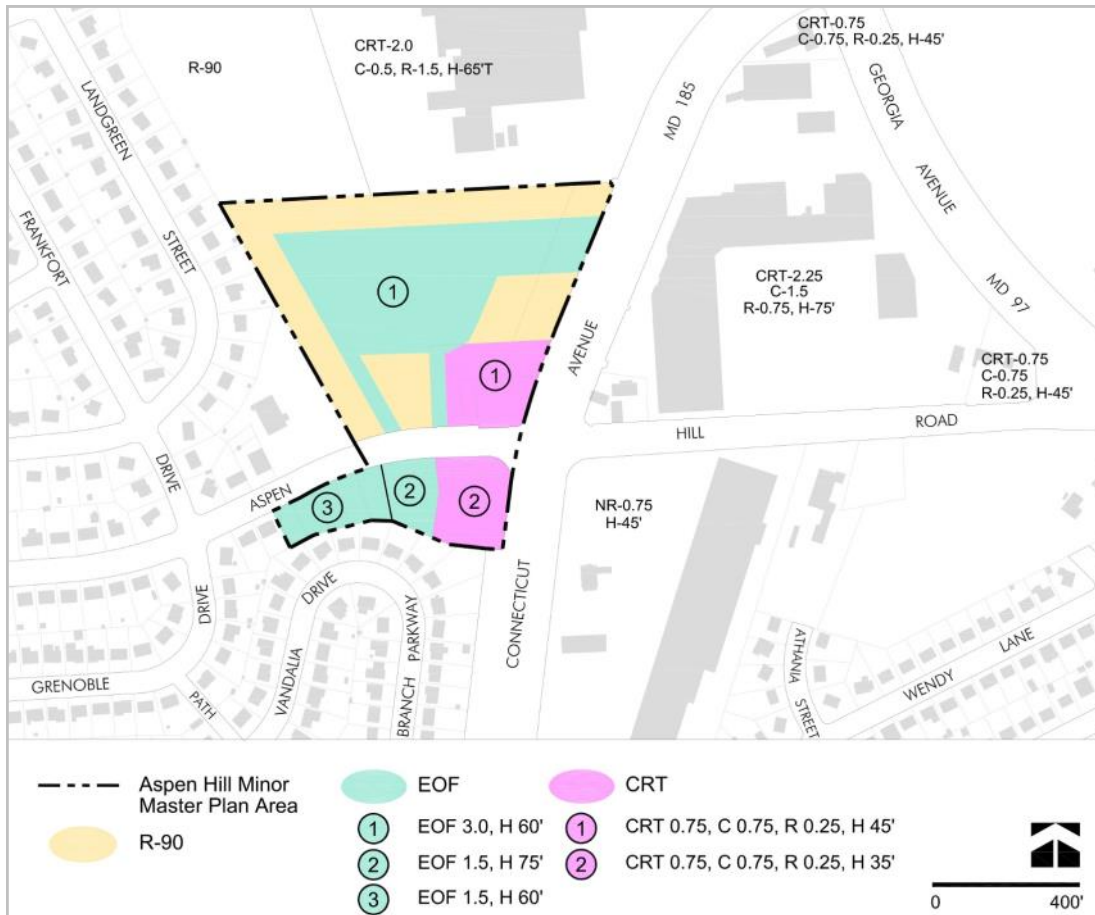 CRT-0.75
C-0.75, R-0.25, H-45'
CRT-2.0
C-0.5, R-1.5, H-65'T
R-90
LANDGREEN
STREET
FRANKFORT
DRIVE
MD 185
GEORGIA
AVENUE
MD 97
CRT-2.25
C-1.5
R-0.75, H-75'
CRT-0.75
C-0.75
R-0.25, H-45'
1
1
AVENUE
HILL
ROAD
ASPEN
3
2
2
NR-0.75
H-45'
DRIVE
DRIVE
VANDALIA
BRANCH PARKWAY
CONNECTICUT
GRENOBLE
PATH
ATHANIA
STREET
WENDY LANE
Aspen Hill Minor
Master Plan Area
R-90
EOF
1 EOF 3.0, H 60'
2 EOF 1.5, H 75'
3 EOF 1.5, H 60'
CRT
1 CRT 0.75, C 0.75, R 0.25, H 45'
2 CRT 0.75, C 0.75, R 0.25, H 35'
0 400'